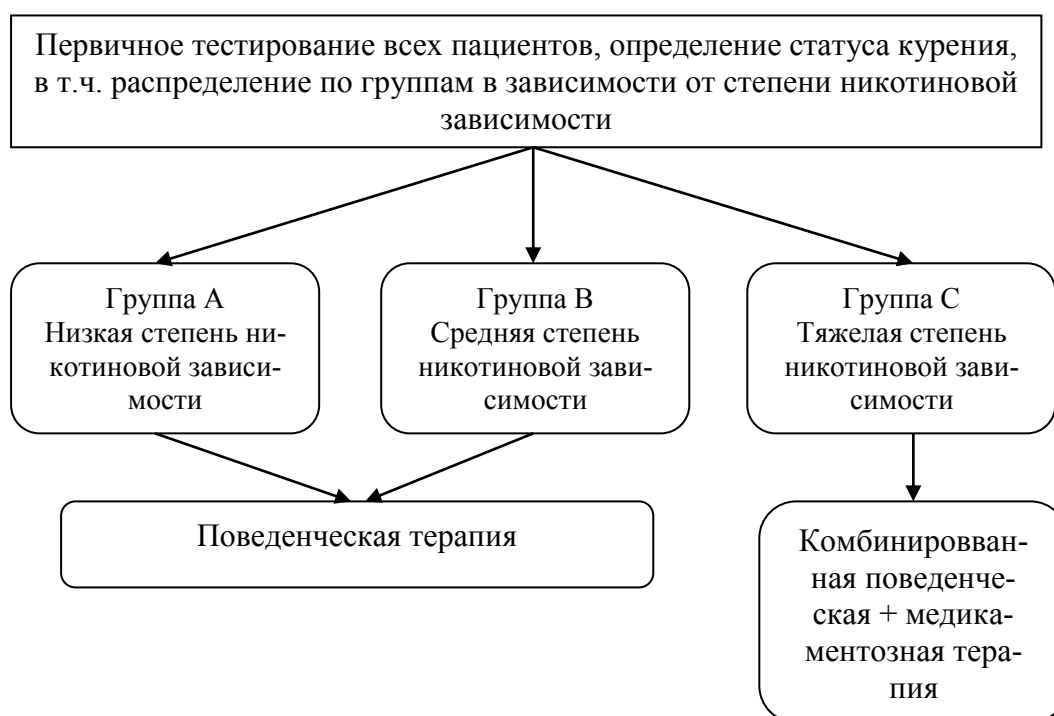 Первичное тестирование всех пациентов, определение статуса курения,
в т.ч. распределение по группам в зависимости от степени никотиновой
зависимости
Группа А
Низкая степень ни-
котиновой зависи-
мости
Группа В
Средняя степень
никотиновой зави-
симости
Группа С
Тяжелая степень
никотиновой зави-
симости
Поведенческая терапия
Комбинировван-
ная поведенче-
ская + медика-
ментозная тера-
пия